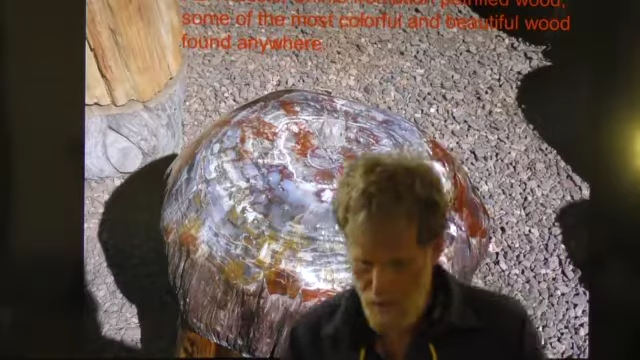 petrified wood,
some of the most colorful and beautiful wood
found anywhere.